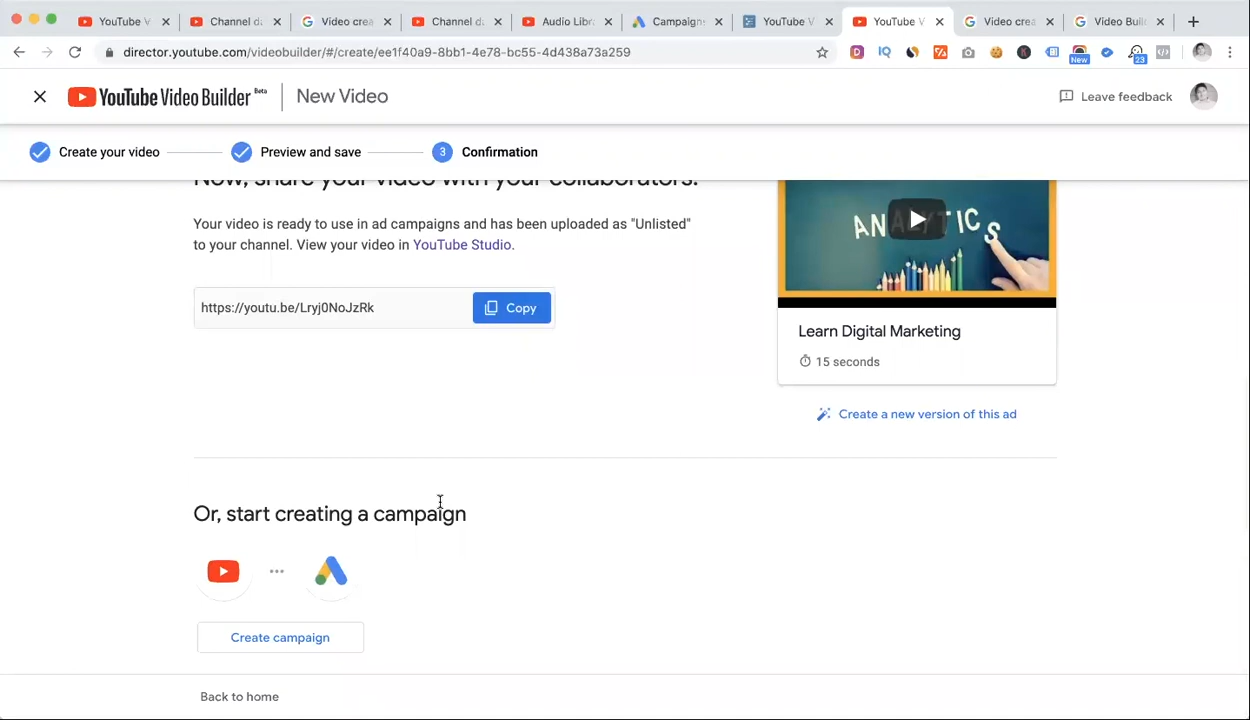 YouTube V
Channel d
Video crea
Channel d
Audio Libr
Campaigns
YouTube V
YouTube V
Video crea
Video Buil
director.youtube.com/videobuilder/#/create/ee1f40a9-8bb1-4e78-bc55-4d438a73a259
IQ
New
23
YouTube Video Builder Beta
New Video
Leave feedback
Create your video
Preview and save
3 Confirmation
Now, share your video with your collaborators.
Your video is ready to use in ad campaigns and has been uploaded as "Unlisted"
to your channel. View your video in YouTube Studio.
https://youtu.be/Lryj0NoJzRk
Copy
ANALYTICS
Learn Digital Marketing
15 seconds
Create a new version of this ad
Or, start creating a campaign
Create campaign
Back to home